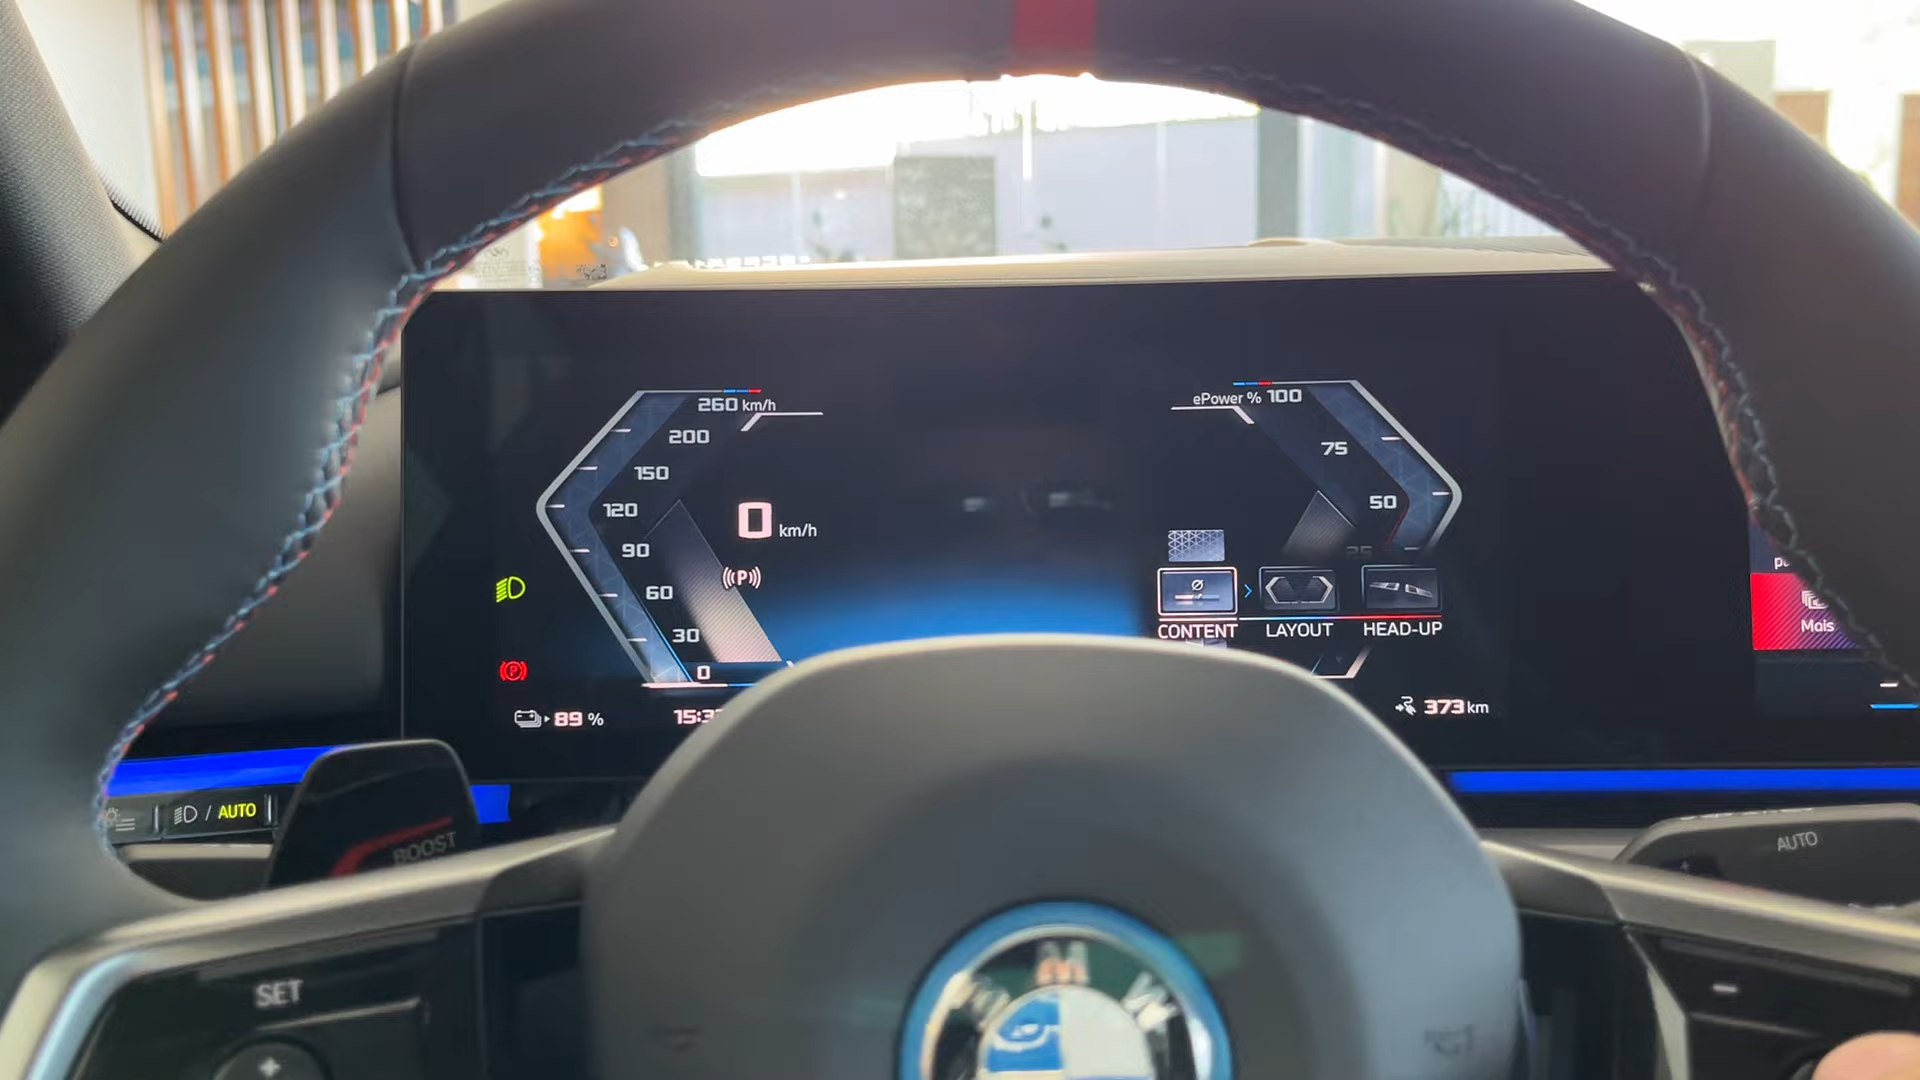 260 km/h
200
150
120
90
60
30
0
0 km/h
((P))
(P)
89 %
ePower % 100
75
50
25
CONTENT
LAYOUT
HEAD-UP
373 km
Mais
/ AUTO
BOOST
AUTO
SET
+
-
M
W